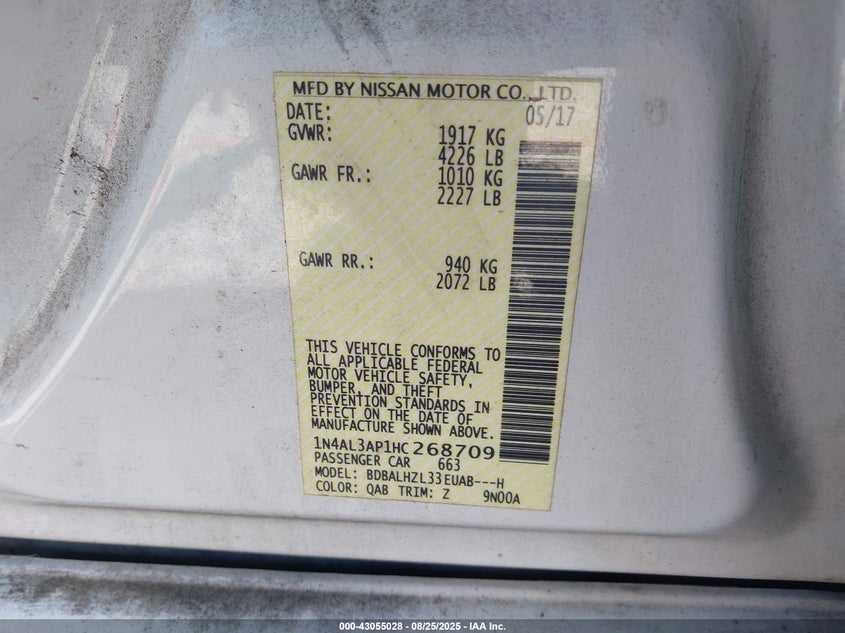 MFD BY NISSAN MOTOR CO., LTD.
DATE: 05/17
GVWR: 1917 KG
4226 LB
GAWR FR.: 1010 KG
2227 LB
GAWR RR.: 940 KG
2072 LB
THIS VEHICLE CONFORMS TO
ALL APPLICABLE FEDERAL
MOTOR VEHICLE SAFETY,
BUMPER, AND THEFT
PREVENTION STANDARDS IN
EFFECT ON THE DATE OF
MANUFACTURE SHOWN ABOVE.
1N4AL3AP1HC268709
PASSENGER CAR 663
MODEL: BDBALHZL33EUAB---H
COLOR: QAB TRIM: Z 9N00A
000-43055028 - 08/25/2025 - IAA Inc.